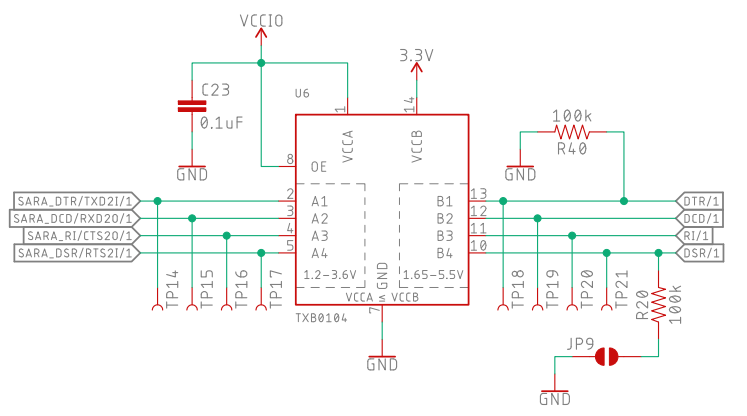 VCCIO
3.3V
C23
0.1uF
GND
U6
1
VCCA
14
VCCB
8
OE
100k
R40
GND
SARA_DTR/TXD2I/1
2
A1
B1
13
DTR/1
SARA_DCD/RXD2O/1
3
A2
B2
12
DCD/1
SARA_RI/CTS2O/1
4
A3
B3
11
RI/1
SARA_DSR/RTS2I/1
5
A4
B4
10
DSR/1
1.2-3.6V
GND
1.65-5.5V
VCCA ≤ VCCB
TXB0104
7
GND
TP14
TP15
TP16
TP17
TP18
TP19
TP20
TP21
R20
100k
JP9
GND